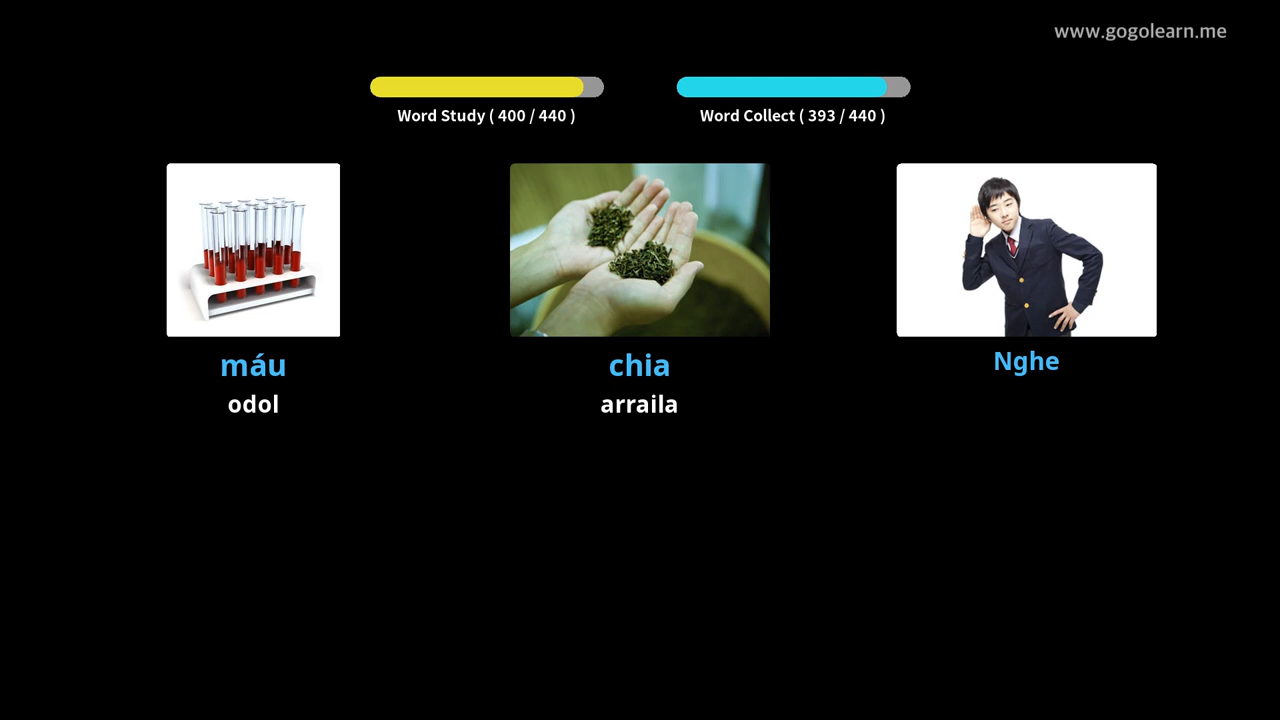 www.gogolearn.me
Word Study ( 400 / 440 )
Word Collect ( 393 / 440 )
máu
odol
chia
arraila
Nghe